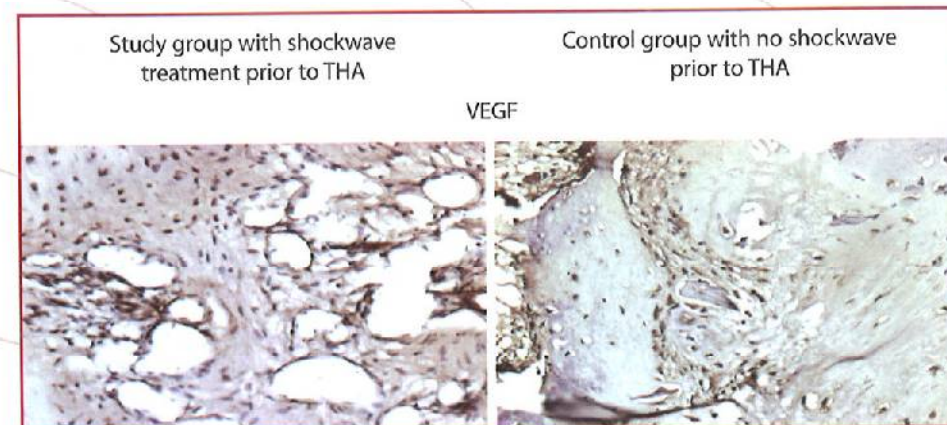 Study group with shockwave
treatment prior to THA
Control group with no shockwave
prior to THA
VEGF